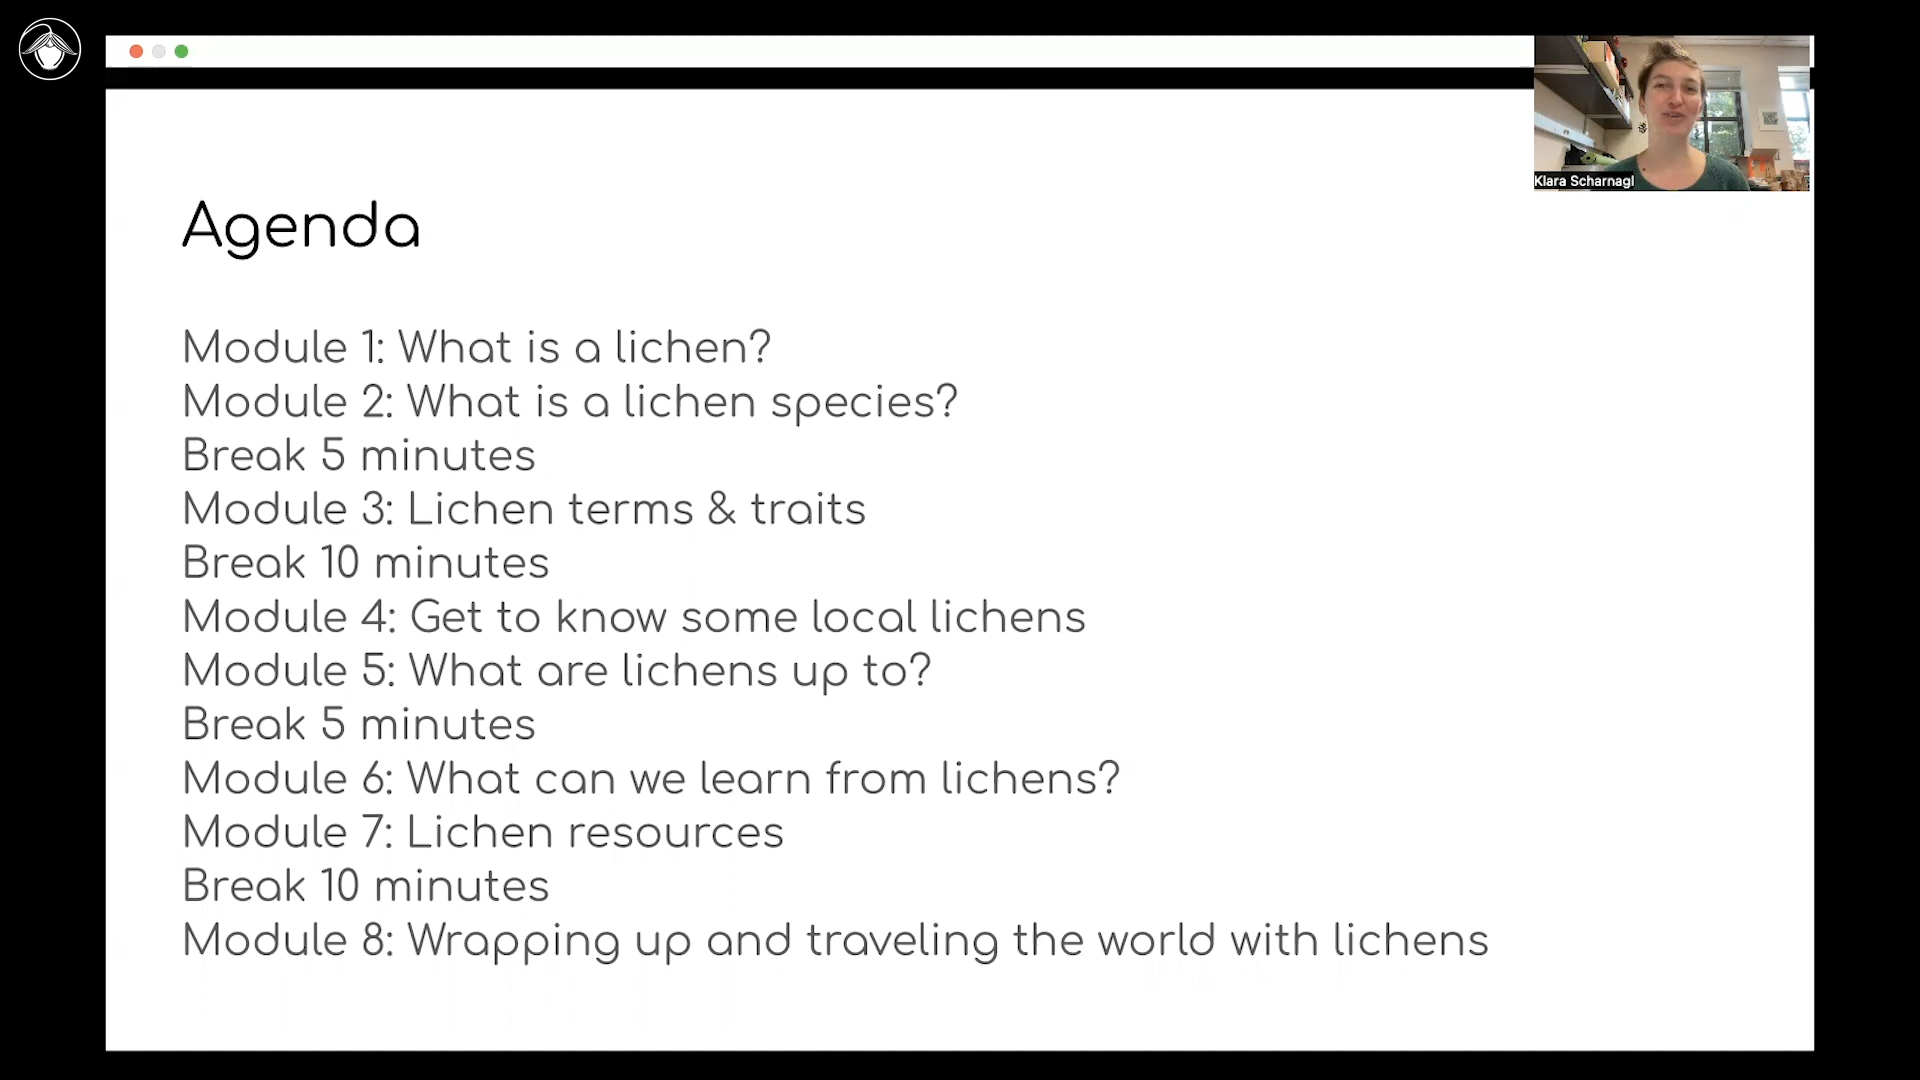 Klara Scharnagl
Agenda
Module 1: What is a lichen?
Module 2: What is a lichen species?
Break 5 minutes
Module 3: Lichen terms & traits
Break 10 minutes
Module 4: Get to know some local lichens
Module 5: What are lichens up to?
Break 5 minutes
Module 6: What can we learn from lichens?
Module 7: Lichen resources
Break 10 minutes
Module 8: Wrapping up and traveling the world with lichens